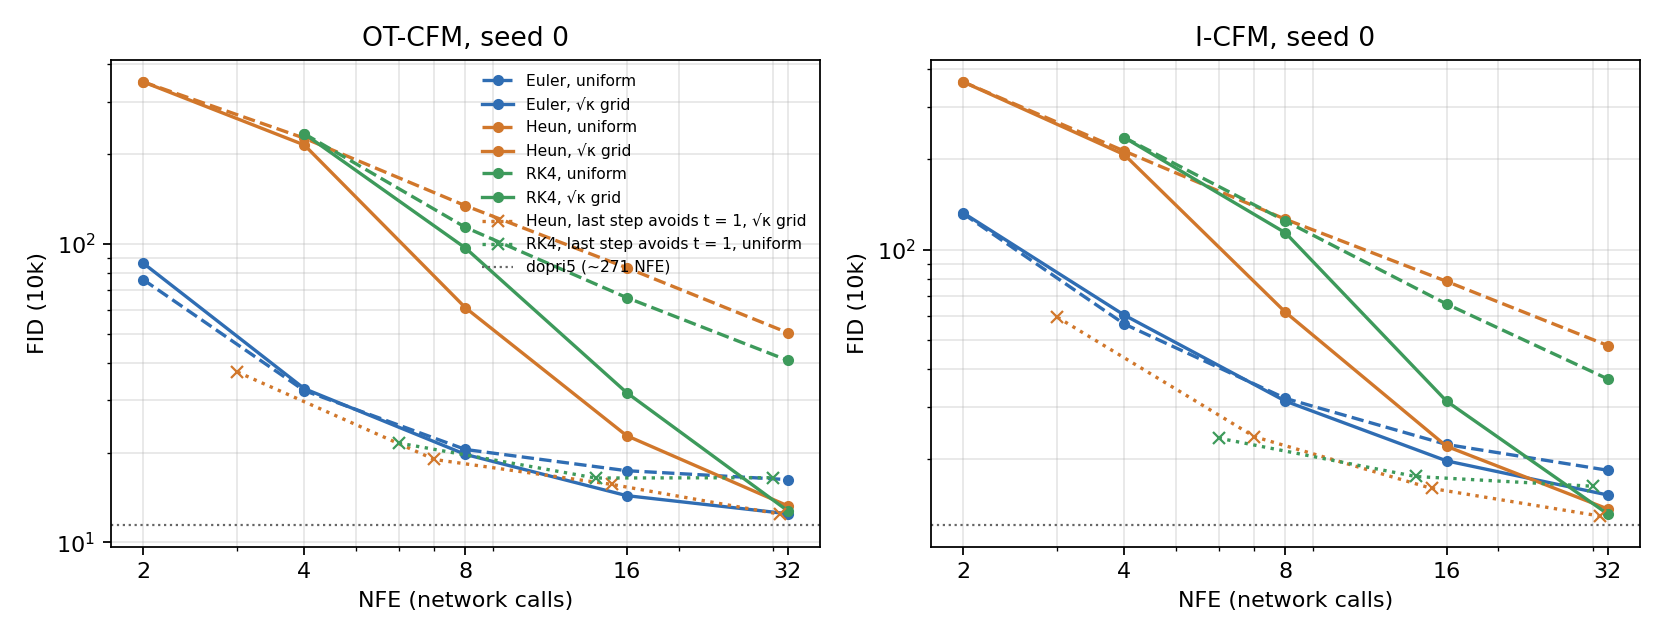 OT-CFM, seed 0
FID (10k)
10²
10¹
Euler, uniform
Euler, √κ grid
Heun, uniform
Heun, √κ grid
RK4, uniform
RK4, √κ grid
Heun, last step avoids t = 1, √κ grid
RK4, last step avoids t = 1, uniform
dopri5 (~271 NFE)
2 4 8 16 32
NFE (network calls)
I-CFM, seed 0
FID (10k)
10²
2 4 8 16 32
NFE (network calls)